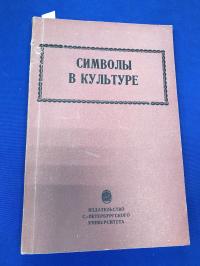 СИМВОЛЫ
В КУЛЬТУРЕ
ИЗДАТЕЛЬСТВО
С.-ПЕТЕРБУРГСКОГО
УНИВЕРСИТЕТА